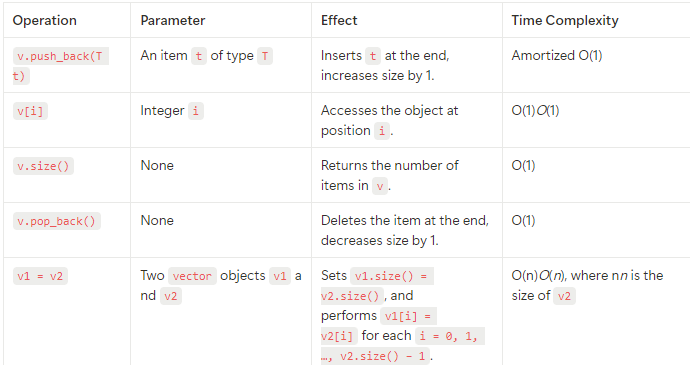 Operation Parameter Effect Time Complexity
v.push_back(T
t)
An item t of type T
Inserts t at the end,
increases size by 1.
Amortized O(1)
v[i]
Integer i
Accesses the object at
position i.
O(1)O(1)
v.size()
None
Returns the number of
items in v.
O(1)
v.pop_back()
None
Deletes the item at the end,
decreases size by 1.
O(1)
v1 = v2
Two vector objects v1 a
nd v2
Sets v1.size() =
v2.size(), and
performs v1[i] =
v2[i] for each i = 0, 1,
…, v2.size() - 1.
O(n)O(n), where nn is the
size of v2